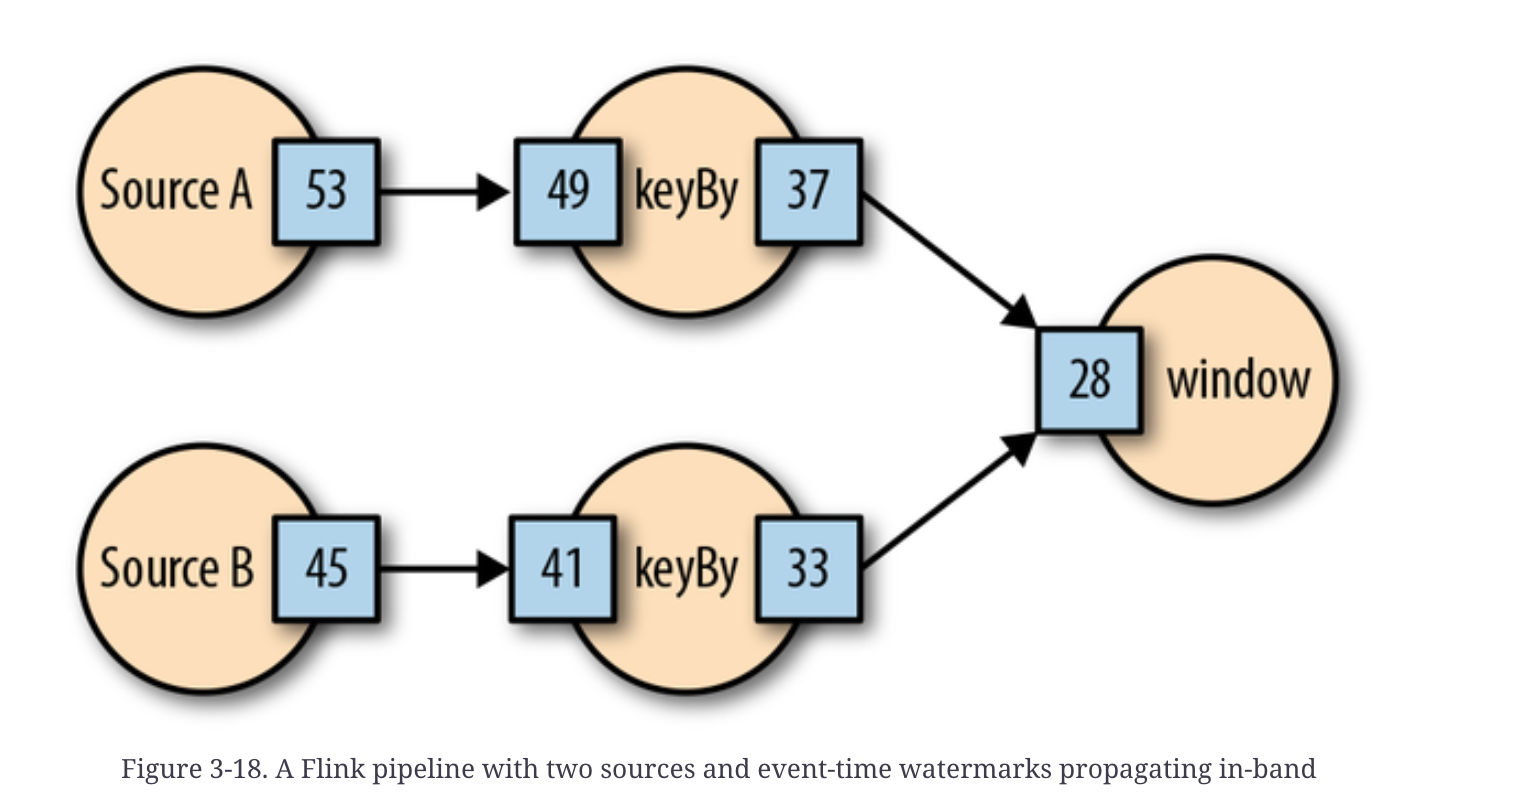 Source A 53 49 keyBy 37
28 window
Source B 45 41 keyBy 33
Figure 3-18. A Flink pipeline with two sources and event-time watermarks propagating in-band